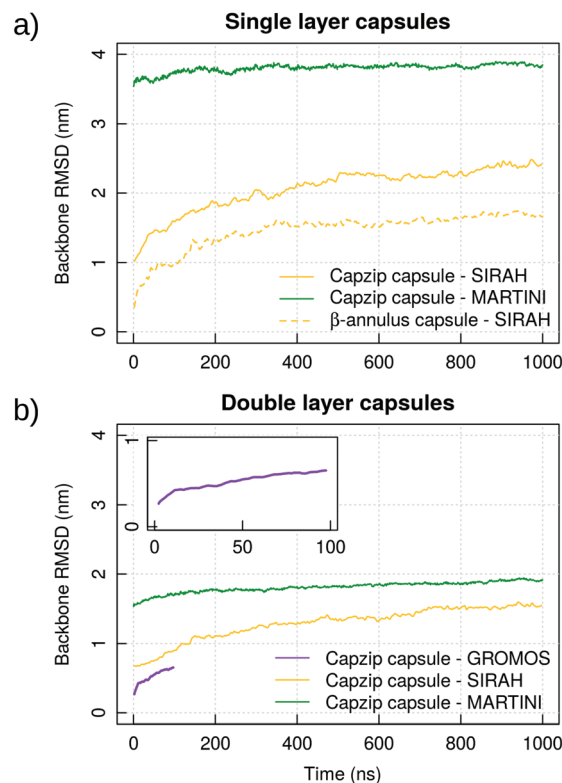 a)
Single layer capsules
Backbone RMSD (nm)
4
3
2
1
0
Capzip capsule - SIRAH
Capzip capsule - MARTINI
β-annulus capsule - SIRAH
0 200 400 600 800 1000
b)
Double layer capsules
Backbone RMSD (nm)
4
3
2
1
0
1
0
0 50 100
Capzip capsule - GROMOS
Capzip capsule - SIRAH
Capzip capsule - MARTINI
0 200 400 600 800 1000
Time (ns)